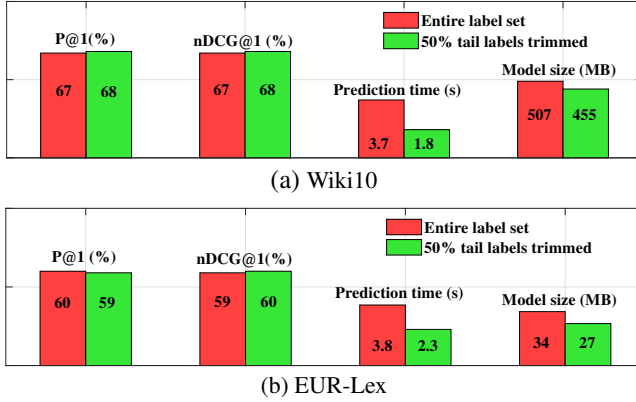 P@1(%)
nDCG@1 (%)
Entire label set
50% tail labels trimmed
Prediction time (s)
Model size (MB)
67
68
67
68
3.7
1.8
507
455
(a) Wiki10
P@1 (%)
nDCG@1(%)
Entire label set
50% tail labels trimmed
Prediction time (s)
Model size (MB)
60
59
59
60
3.8
2.3
34
27
(b) EUR-Lex